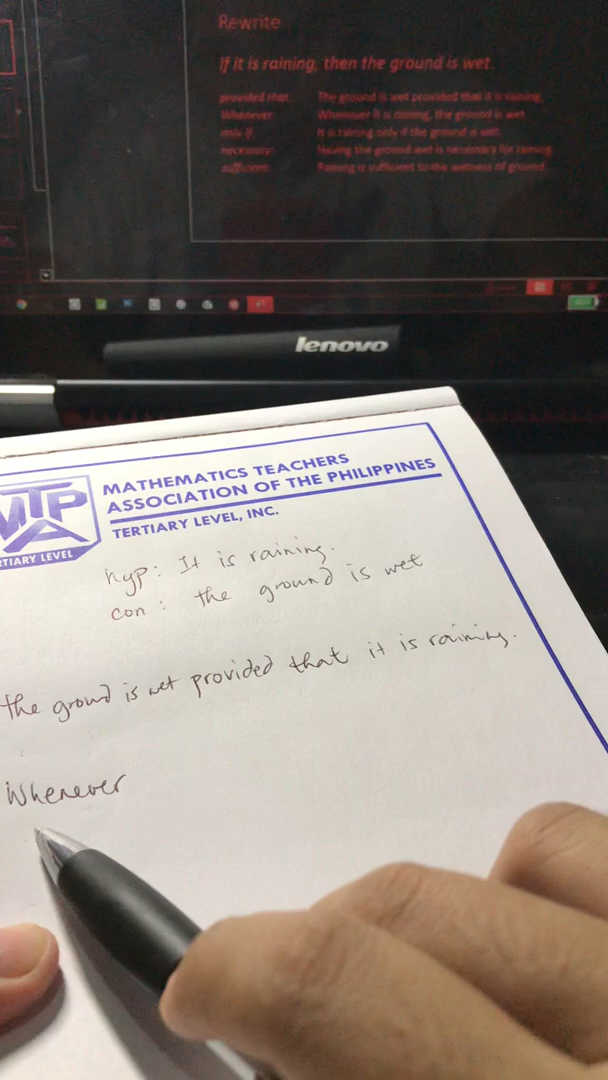 Rewrite
If it is raining, then the ground is wet.
provided that: The ground is wet provided that it is raining.
Whenever: Whenever it is raining, the ground is wet.
only if: It is raining only if the ground is wet.
necessary: Having the ground wet is necessary for raining.
sufficient: Raining is sufficient to the wetness of ground.
lenovo
MTAP
TERTIARY LEVEL
MATHEMATICS TEACHERS
ASSOCIATION OF THE PHILIPPINES
TERTIARY LEVEL, INC.
hyp: It is raining.
con: the ground is wet
the ground is wet provided that it is raining.
Whenever